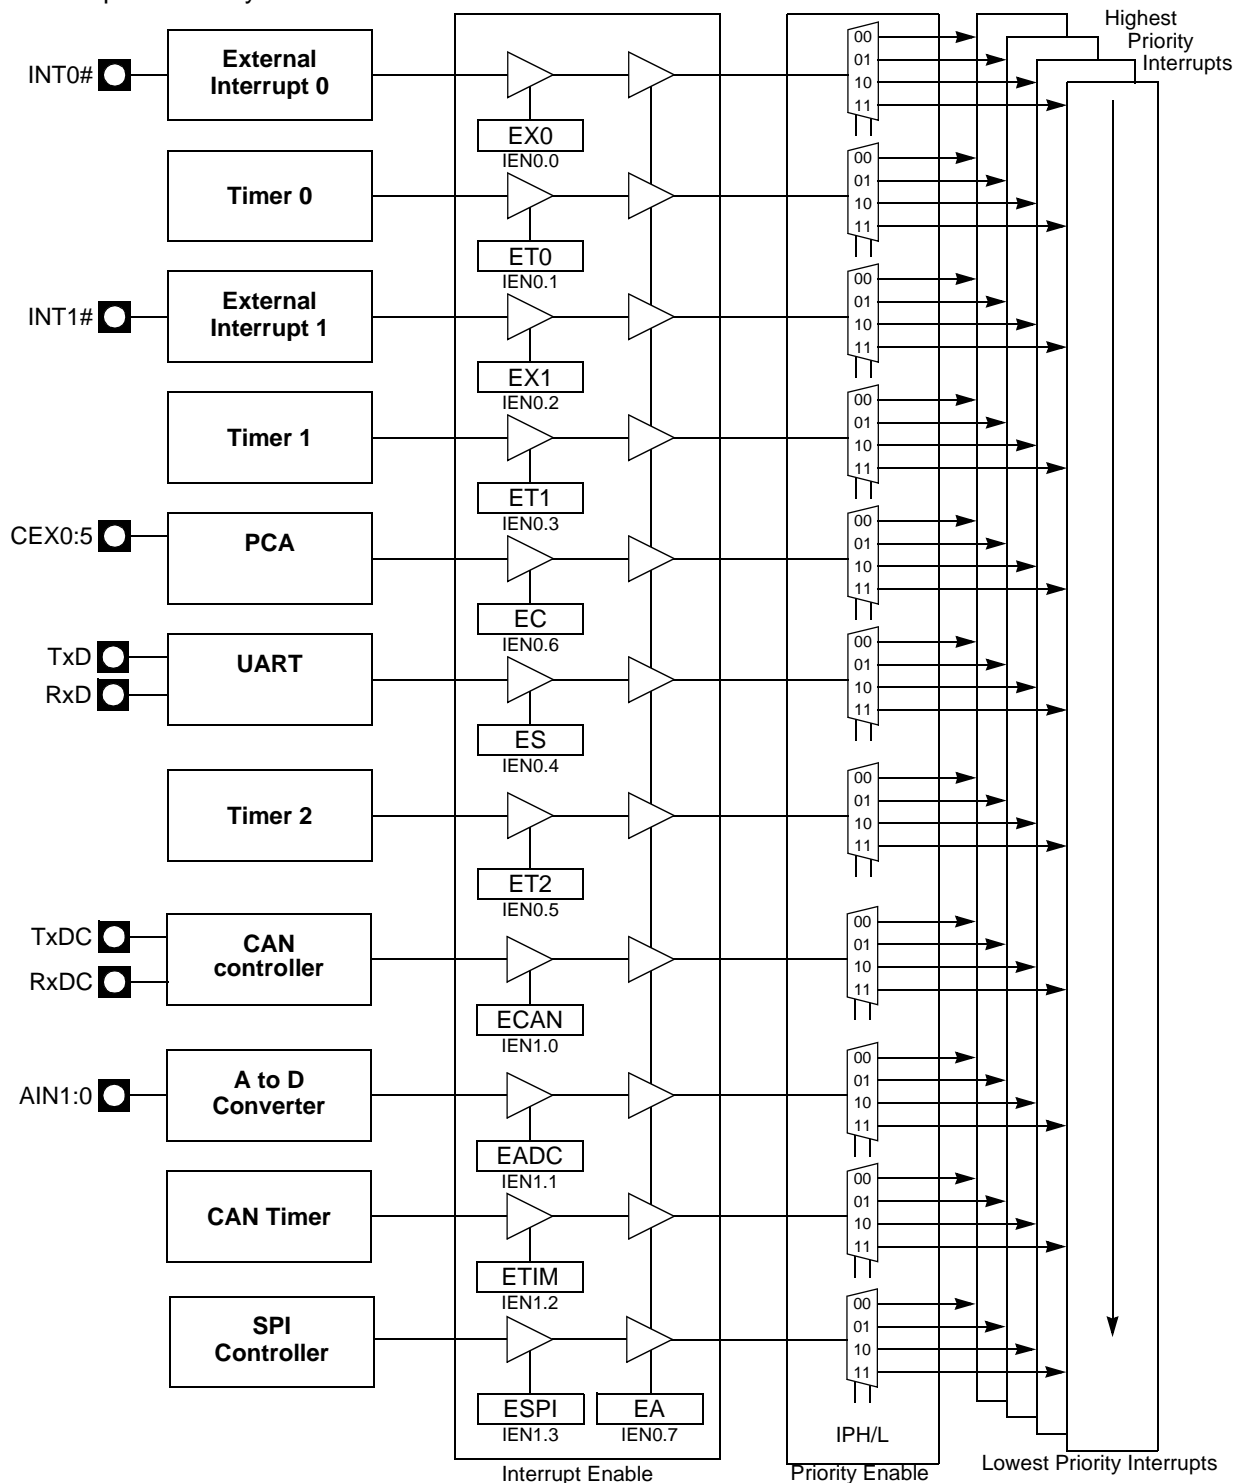 Highest
Priority
Interrupts
INT0#
External
Interrupt 0
EX0
IEN0.0
00
01
10
11
Timer 0
ET0
IEN0.1
00
01
10
11
INT1#
External
Interrupt 1
EX1
IEN0.2
00
01
10
11
Timer 1
ET1
IEN0.3
00
01
10
11
CEX0:5
PCA
EC
IEN0.6
00
01
10
11
TxD
RxD
UART
ES
IEN0.4
00
01
10
11
Timer 2
ET2
IEN0.5
00
01
10
11
TxDC
RxDC
CAN
controller
ECAN
IEN1.0
00
01
10
11
AIN1:0
A to D
Converter
EADC
IEN1.1
00
01
10
11
CAN Timer
ETIM
IEN1.2
00
01
10
11
SPI
Controller
ESPI
IEN1.3
EA
IEN0.7
00
01
10
11
IPH/L
Interrupt Enable
Priority Enable
Lowest Priority Interrupts